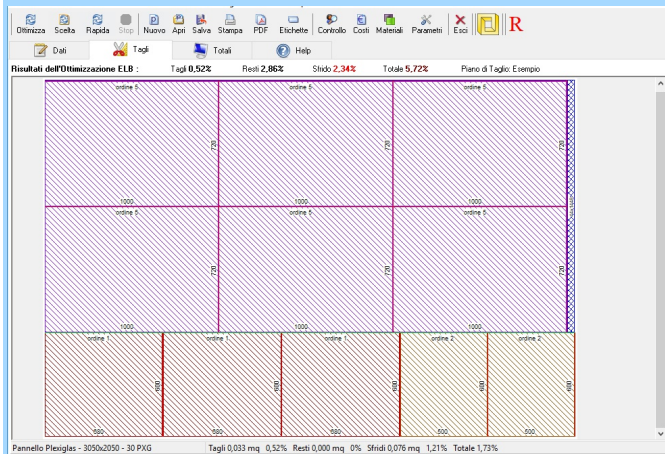 Ottimizza Scelta Rapida Stop Nuovo Apri Salva Stampa PDF Etichette Controllo Costi Materiali Parametri Esci R
Dati Tagli Totali Help
Risultati dell'Ottimizzazione ELB : Tagli 0,52% Resti 2,86% Sfrido 2,34% Totale 5,72% Piano di Taglio: Esempio
ordine 5 ordine 5 ordine 5
720 720 720
1000 1000 1000
ordine 5 ordine 5 ordine 5
720 720 720
1000 1000 1000
ordine 1 ordine 1 ordine 1 ordine 2 ordine 2
600 600 600 600 600
680 680 680 500 500
Pannello Plexiglas - 3050x2050 - 30 PXG Tagli 0,033 mq 0,52% Resti 0,000 mq 0% Sfridi 0,076 mq 1,21% Totale 1,73%